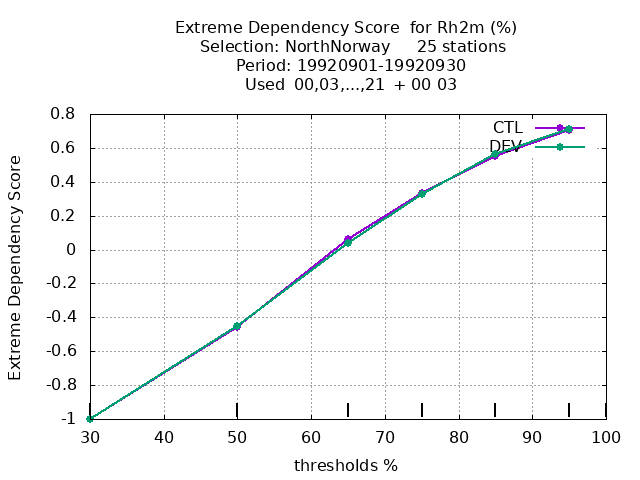 Extreme Dependency Score  for Rh2m (%)
Selection: NorthNorway     25 stations
Period: 19920901-19920930
Used  00,03,...,21  + 00 03
CTL
DEV
0.8
0.6
0.4
0.2
0
-0.2
-0.4
-0.6
-0.8
-1
Extreme Dependency Score
30 40 50 60 70 80 90 100
thresholds %